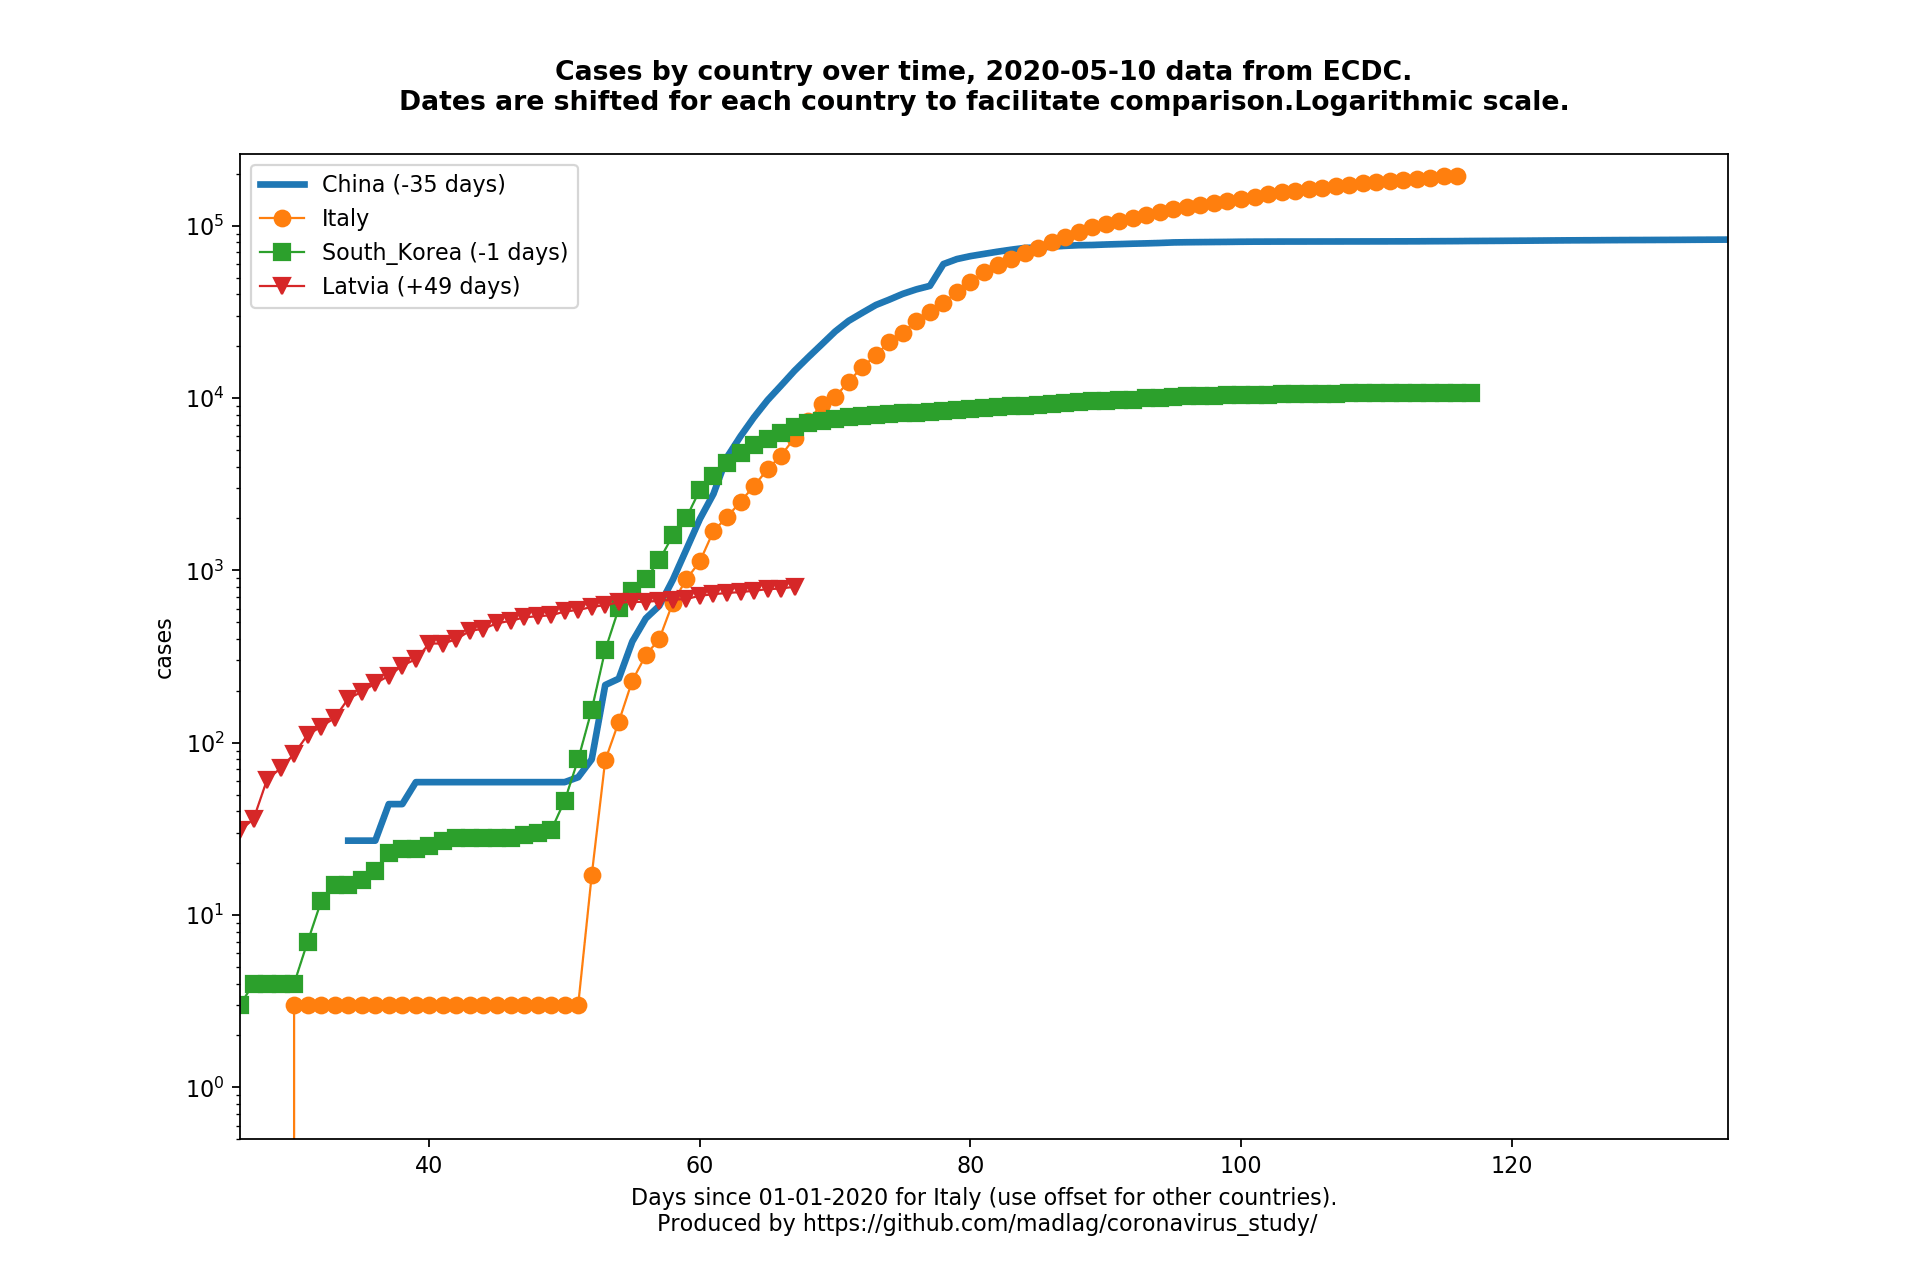 Cases by country over time, 2020-05-10 data from ECDC.
Dates are shifted for each country to facilitate comparison.Logarithmic scale.
China (-35 days)
Italy
South_Korea (-1 days)
Latvia (+49 days)
10⁵
10⁴
10³
10²
10¹
10⁰
cases
40 60 80 100 120
Days since 01-01-2020 for Italy (use offset for other countries).
Produced by https://github.com/madlag/coronavirus_study/